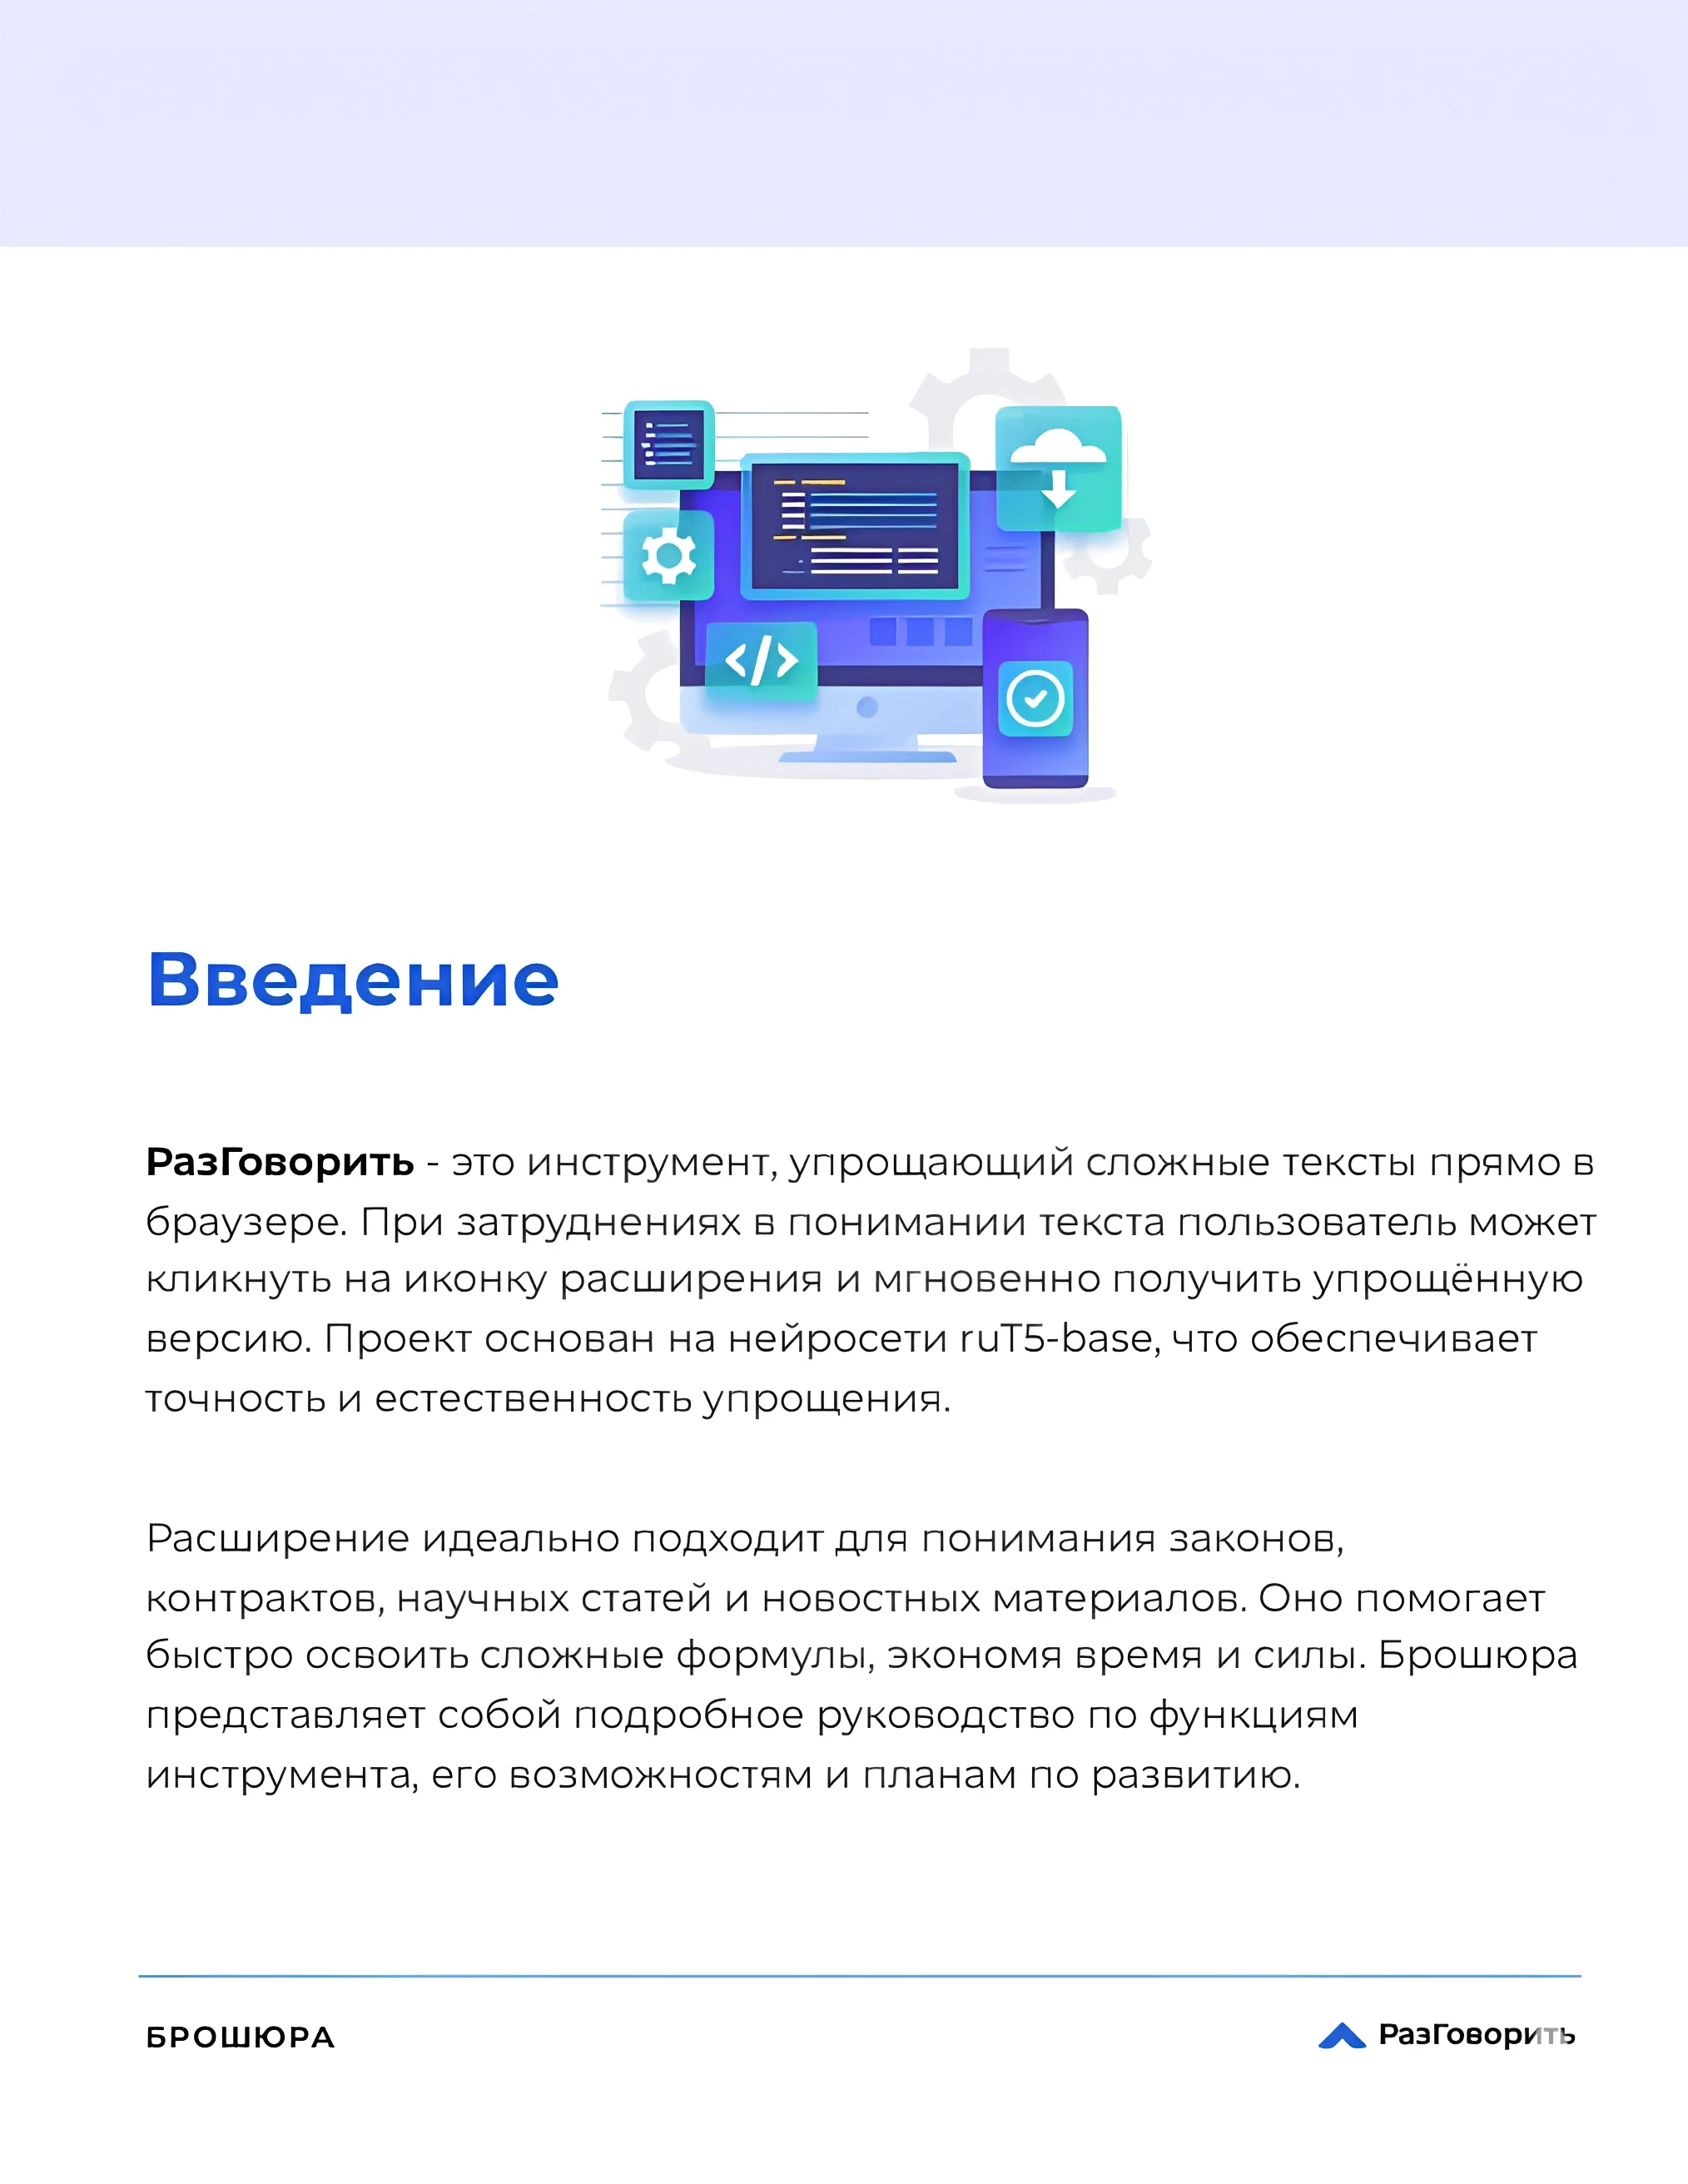 </>
Введение
РазГоворить - это инструмент, упрощающий сложные тексты прямо в
браузере. При затруднениях в понимании текста пользователь может
кликнуть на иконку расширения и мгновенно получить упрощённую
версию. Проект основан на нейросети ruT5-base, что обеспечивает
точность и естественность упрощения.
Расширение идеально подходит для понимания законов,
контрактов, научных статей и новостных материалов. Оно помогает
быстро освоить сложные формулы, экономя время и силы. Брошюра
представляет собой подробное руководство по функциям
инструмента, его возможностям и планам по развитию.
БРОШЮРА
РазГоворить